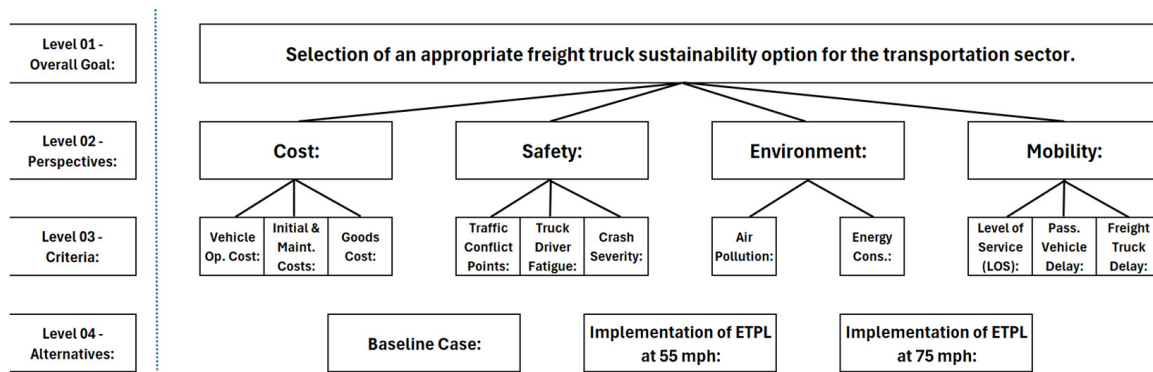 Level 01 -
Overall Goal:
Selection of an appropriate freight truck sustainability option for the transportation sector.
Level 02 -
Perspectives:
Cost:
Safety:
Environment:
Mobility:
Level 03 -
Criteria:
Vehicle
Op. Cost:
Initial &
Maint.
Costs:
Goods
Cost:
Traffic
Conflict
Points:
Truck
Driver
Fatigue:
Crash
Severity:
Air
Pollution:
Energy
Cons.:
Level of
Service
(LOS):
Pass.
Vehicle
Delay:
Freight
Truck
Delay:
Level 04 -
Alternatives:
Baseline Case:
Implementation of ETPL
at 55 mph:
Implementation of ETPL
at 75 mph: